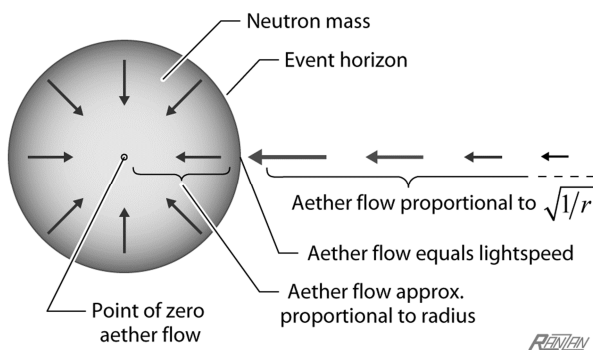 Neutron mass
Event horizon
Aether flow proportional to √1/r
Aether flow equals lightspeed
Aether flow approx.
proportional to radius
Point of zero
aether flow
RANTAN